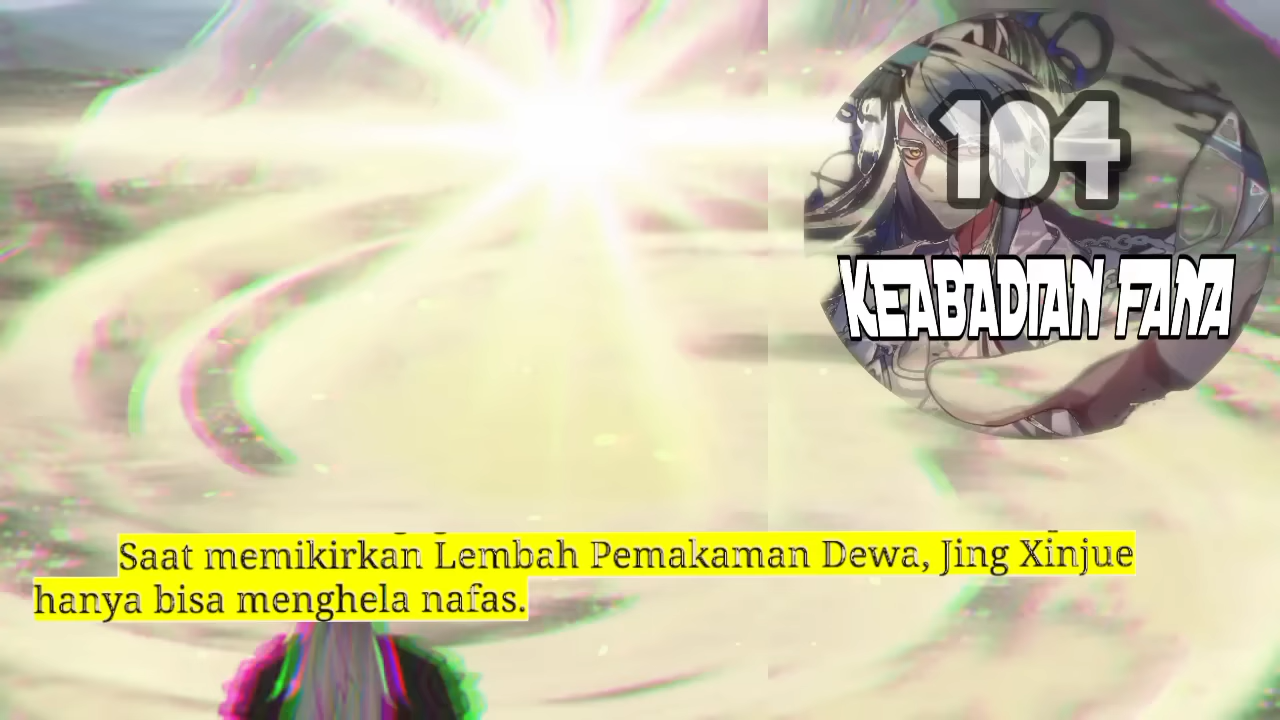 104
KEABADIAN FANA
Saat memikirkan Lembah Pemakaman Dewa, Jing Xinjue
hanya bisa menghela nafas.